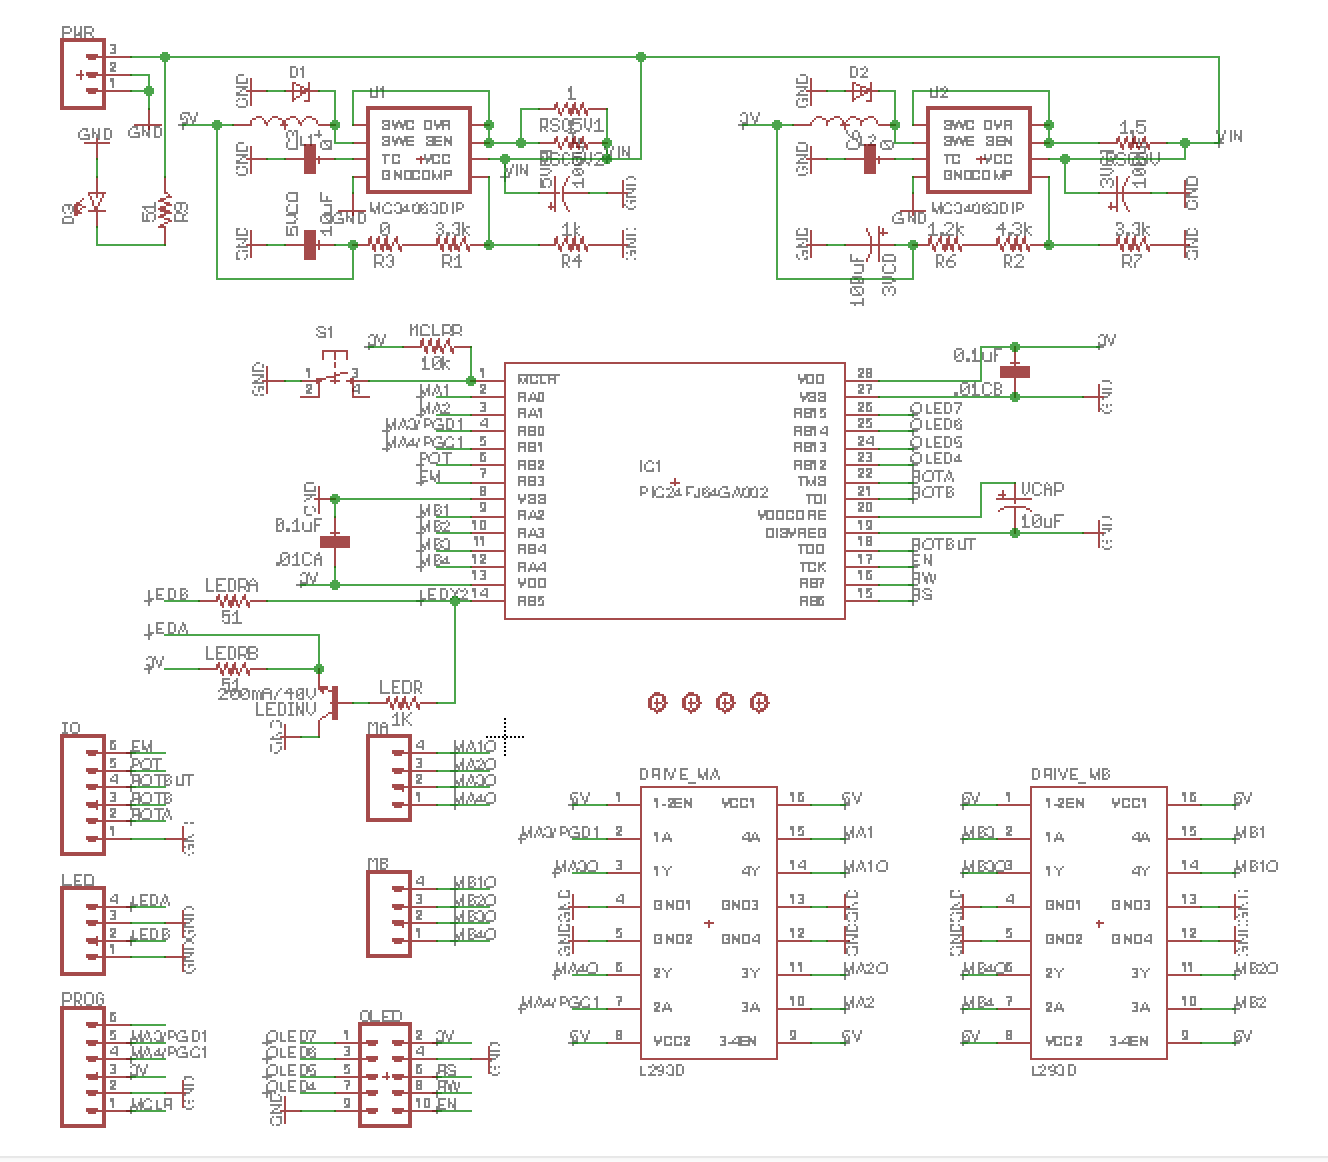 PWR
3
2
1
GND
GND
D3
51
R9
GND
D1
U1
5V
GND
SWC DVR
SWE SEN
TC +VCC
GNDCOMP
MC34063DIP
GND
1
VIN
VIN
GND
GND
5VCO
10uF
0
R3
3.3k
R1
1k
R4
GND
GND
D2
U2
3V
GND
SWC DVR
SWE SEN
TC +VCC
GNDCOMP
MC34063DIP
GND
1.5
VIN
GND
GND
100uF
3VCO
1.2k
R6
4.3k
R2
3.3k
R7
GND
S1
3V
MCLRR
10k
GND
1
2
3
4
MA1
MA2
MA3/PGD1
MA4/PGC1
POT
EM
GND
0.1uF
.01CA
3V
MB1
MB2
MB3
MB4
LEDX2
1 MCLR
2 RA0
3 RA1
4 RB0
5 RB1
6 RB2
7 RB3
8 VSS
9 RA2
10 RA3
11 RB4
12 RA4
13 VDD
14 RB5
IC1
PIC24FJ64GA002
VDD 28
VSS 27
RB15 26
RB14 25
RB13 24
RB12 23
TMS 22
TDI 21
VDDCORE 20
DISVREG 19
TDO 18
TCK 17
RB7 16
RB6 15
0.1uF
.01CB
3V
GND
OLED7
OLED6
OLED5
OLED4
ROTA
ROTB
VCAP
10uF
GND
ROTBUT
EN
RW
RS
LEDB
LEDRA
51
LEDA
3V
LEDRB
51
200mA/40V
LEDINV
GND
LEDR
1K
IO
6 EM
5 POT
4 ROTBUT
3 ROTB
2 ROTA
1 GND
LED
4 LEDA
3 GND
2 LEDB
1 GND
PROG
6
5 MA3/PGD1
4 MA4/PGC1
3 3V
2 GND
1 MCLR
MA
4 MA1O
3 MA2O
2 MA3O
1 MA4O
MB
4 MB1O
3 MB2O
2 MB3O
1 MB4O
OLED
OLED7 1 2 3V
OLED6 3 4 GND
OLED5 5 6 RS
OLED4 7 8 RW
GND 9 10 EN
DRIVE_MA
5V 1 1-2EN VCC1 16 5V
MA3/PGD1 2 1A 4A 15 MA1
MA3O 3 1Y 4Y 14 MA1O
GND 4 GND1 GND3 13 GND
GND 5 GND2 GND4 12 GND
MA4O 6 2Y 3Y 11 MA2O
MA4/PGC1 7 2A 3A 10 MA2
5V 8 VCC2 3-4EN 9 5V
L293D
DRIVE_MB
5V 1 1-2EN VCC1 16 5V
MB3 2 1A 4A 15 MB1
MB3O 3 1Y 4Y 14 MB1O
GND 4 GND1 GND3 13 GND
GND 5 GND2 GND4 12 GND
MB4O 6 2Y 3Y 11 MB2O
MB4 7 2A 3A 10 MB2
5V 8 VCC2 3-4EN 9 5V
L293D